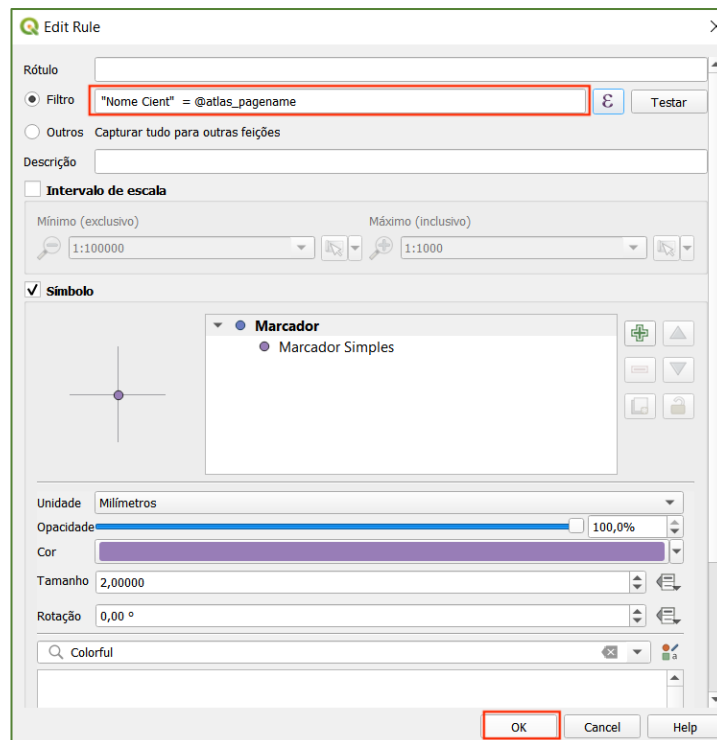 Edit Rule
Rótulo
Filtro "Nome Cient" = @atlas_pagename ε Testar
Outros Capturar tudo para outras feições
Descrição
Intervalo de escala
Mínimo (exclusivo) Máximo (inclusivo)
1:100000 1:1000
Símbolo
Marcador
Marcador Simples
Unidade Milímetros
Opacidade 100,0%
Cor
Tamanho 2,00000
Rotação 0,00 º
Colorful
OK Cancel Help